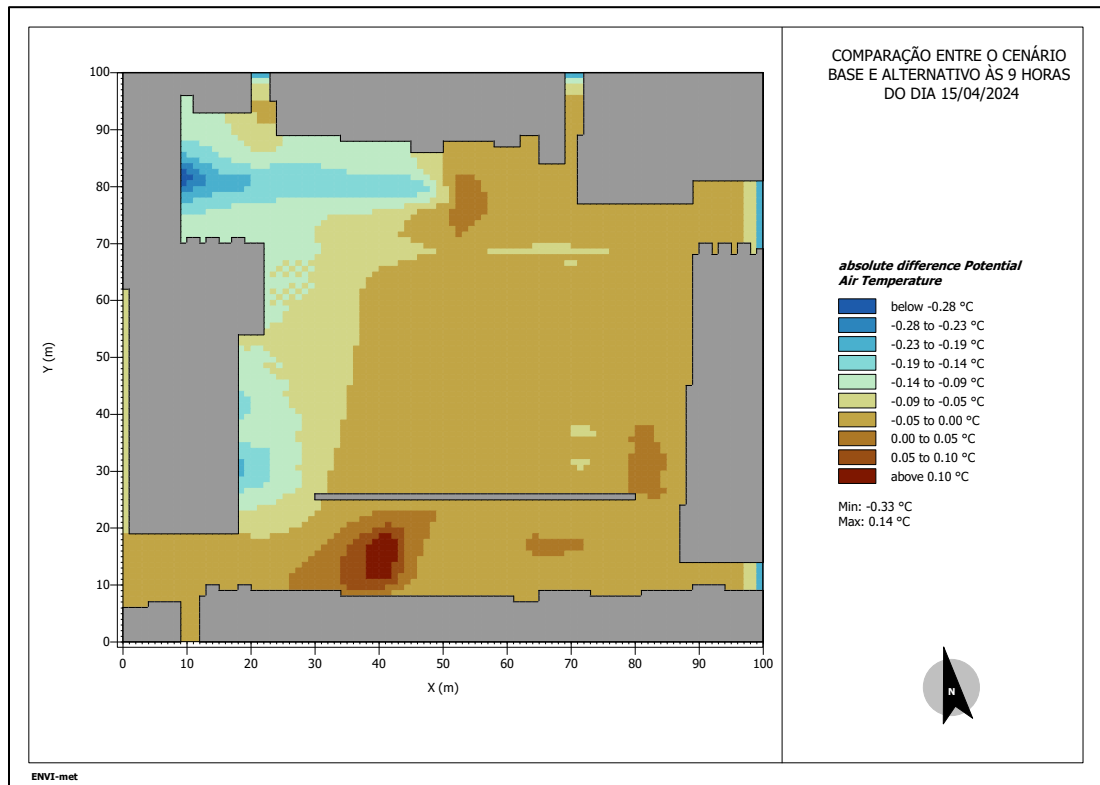 COMPARAÇÃO ENTRE O CENÁRIO
BASE E ALTERNATIVO ÀS 9 HORAS
DO DIA 15/04/2024
100
90
80
70
60
50
40
30
20
10
0
Y (m)
0 10 20 30 40 50 60 70 80 90 100
X (m)
absolute difference Potential
Air Temperature
below -0.28 °C
-0.28 to -0.23 °C
-0.23 to -0.19 °C
-0.19 to -0.14 °C
-0.14 to -0.09 °C
-0.09 to -0.05 °C
-0.05 to 0.00 °C
0.00 to 0.05 °C
0.05 to 0.10 °C
above 0.10 °C
Min: -0.33 °C
Max: 0.14 °C
N
ENVI-met